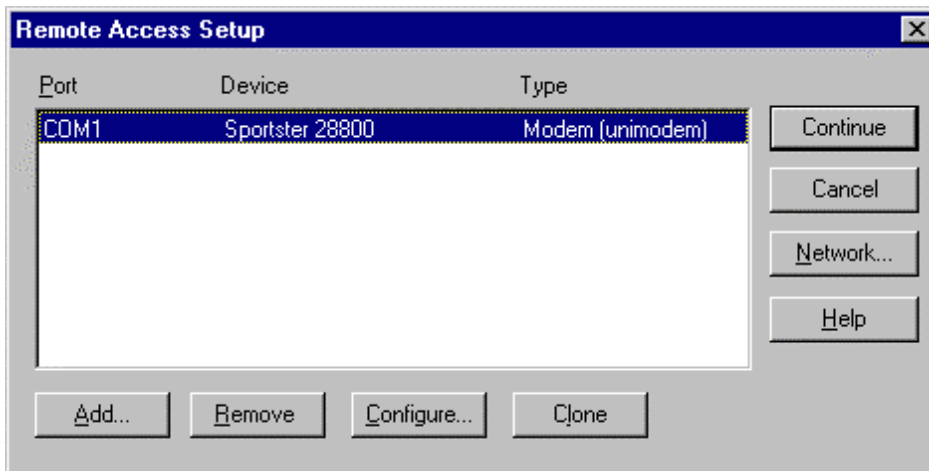 Remote Access Setup
Port Device Type
COM1 Sportster 28800 Modem (unimodem)
Continue
Cancel
Network...
Help
Add... Remove Configure... Clone